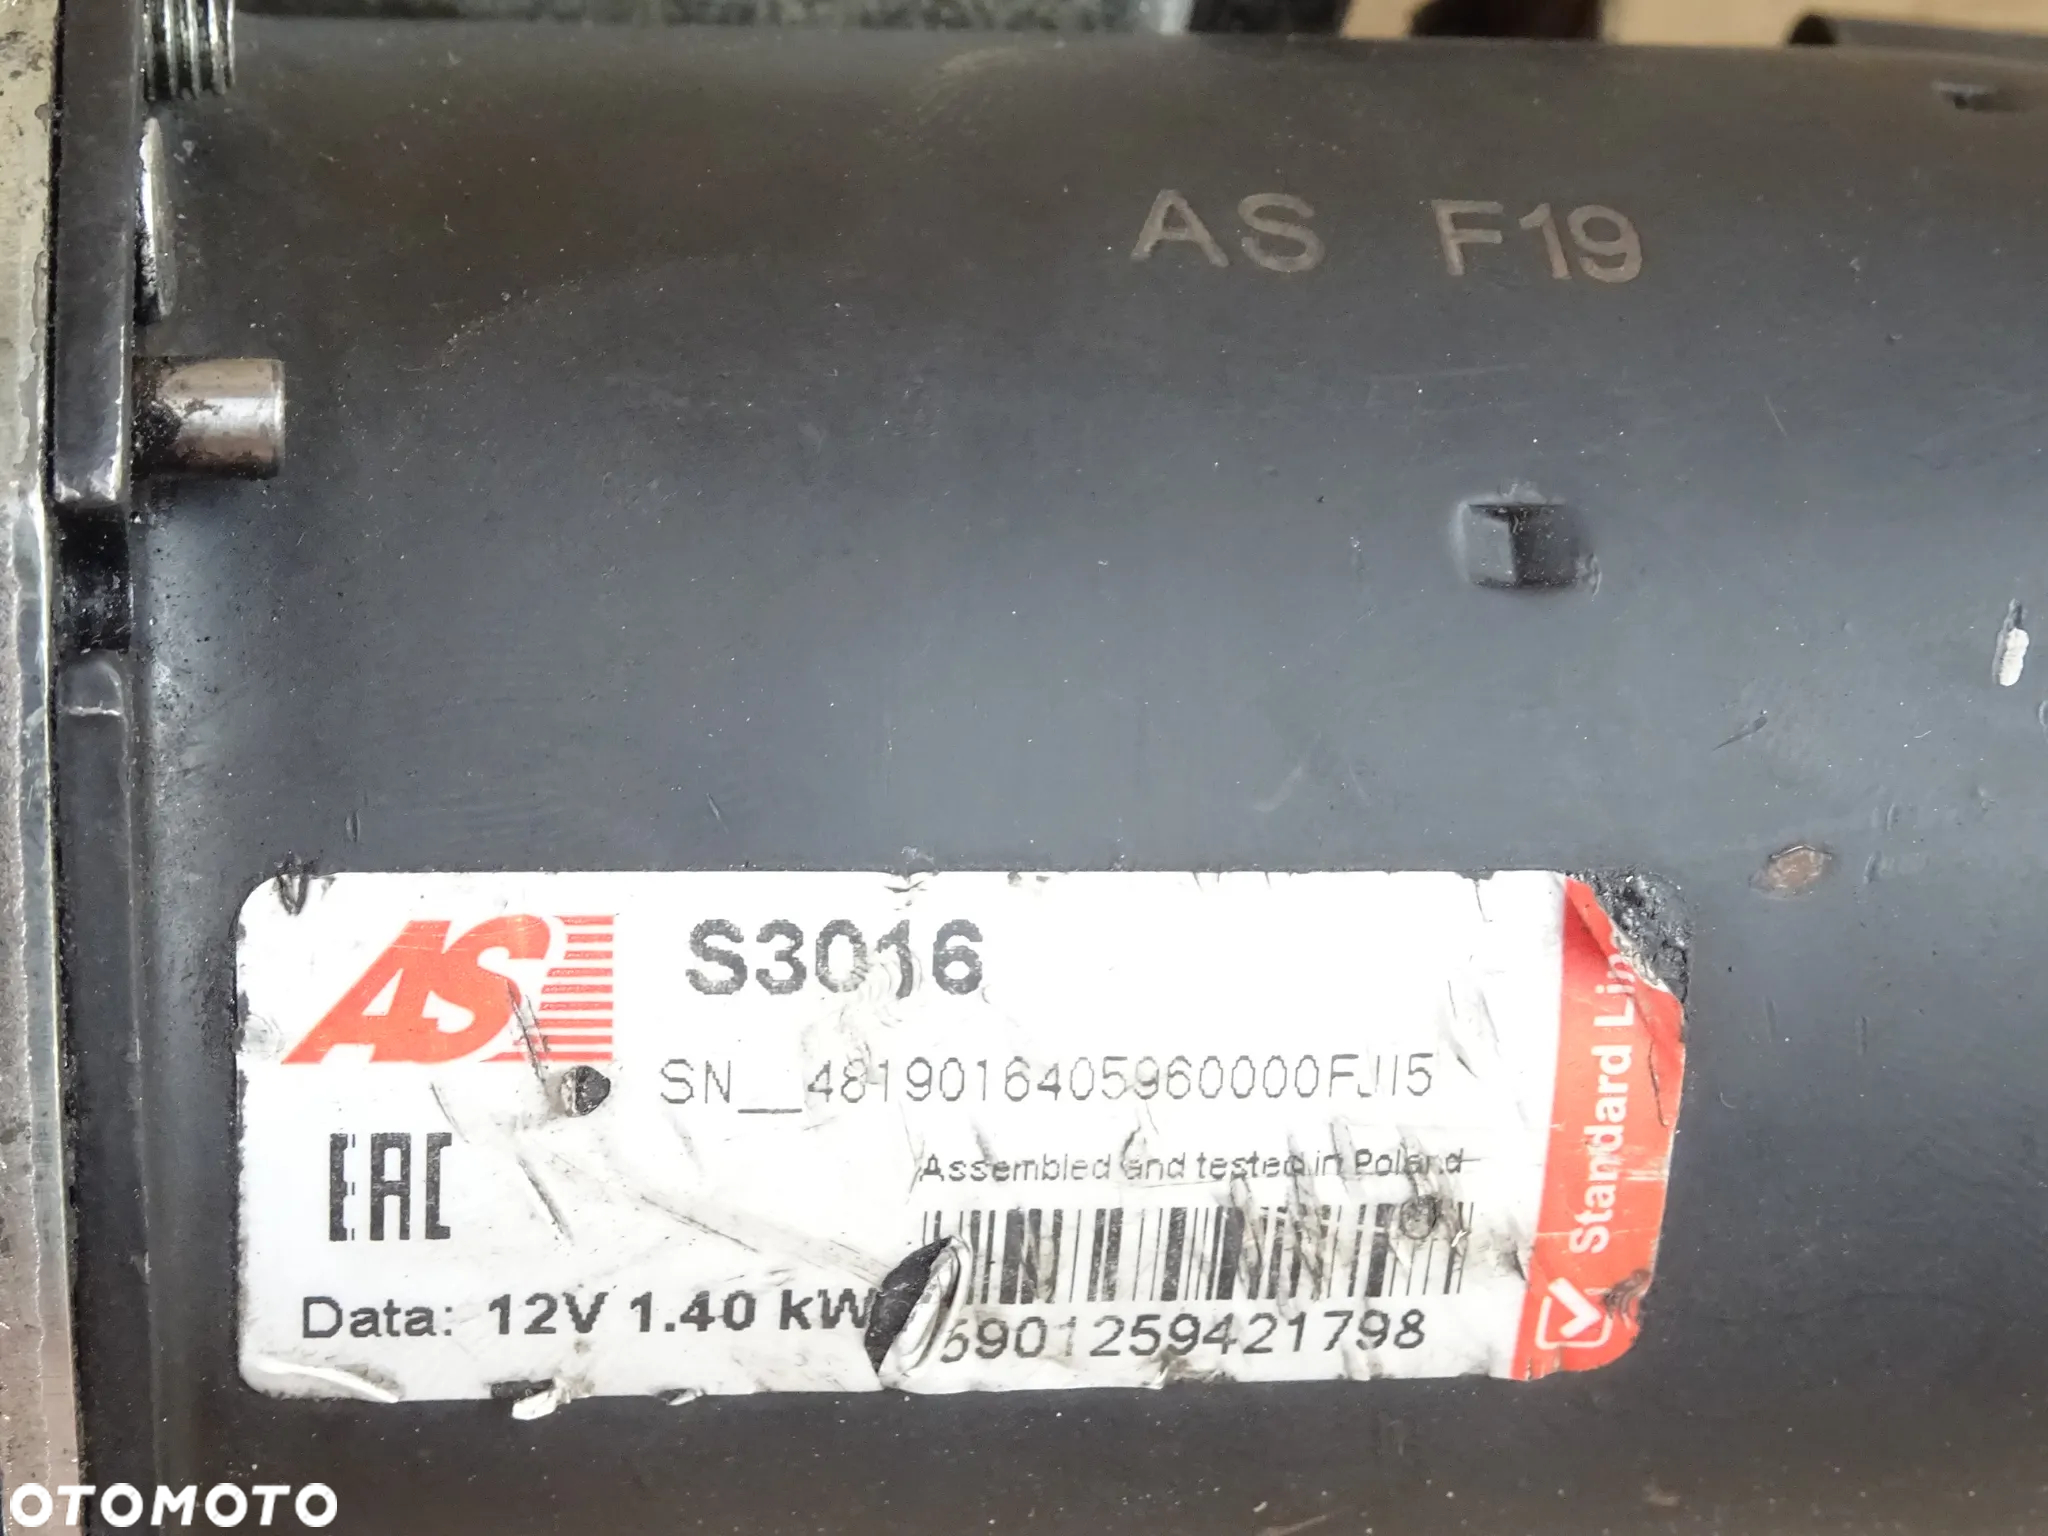 AS F19
AS
S3016
SN__48190164059600000FJI5
EAC
Assembled and tested in Poland
Data: 12V 1.40 kW
5901259421798
Standard Line
OTOMOTO